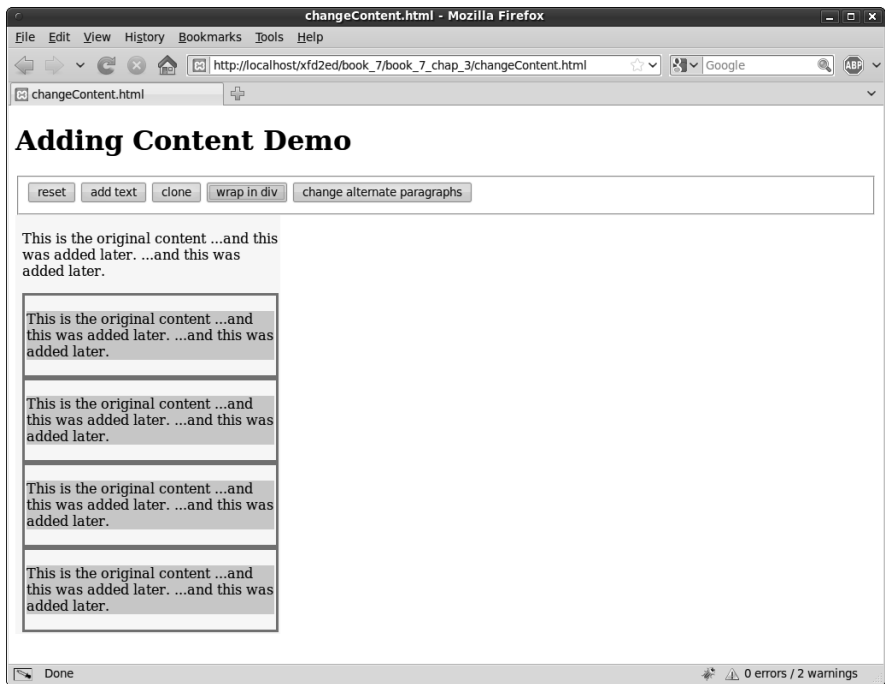 changeContent.html - Mozilla Firefox
File Edit View History Bookmarks Tools Help
http://localhost/xfd2ed/book_7/book_7_chap_3/changeContent.html Google ABP
changeContent.html
Adding Content Demo
reset add text clone wrap in div change alternate paragraphs
This is the original content ...and this
was added later. ...and this was
added later.
This is the original content ...and
this was added later. ...and this was
added later.
This is the original content ...and
this was added later. ...and this was
added later.
This is the original content ...and
this was added later. ...and this was
added later.
This is the original content ...and
this was added later. ...and this was
added later.
Done 0 errors / 2 warnings